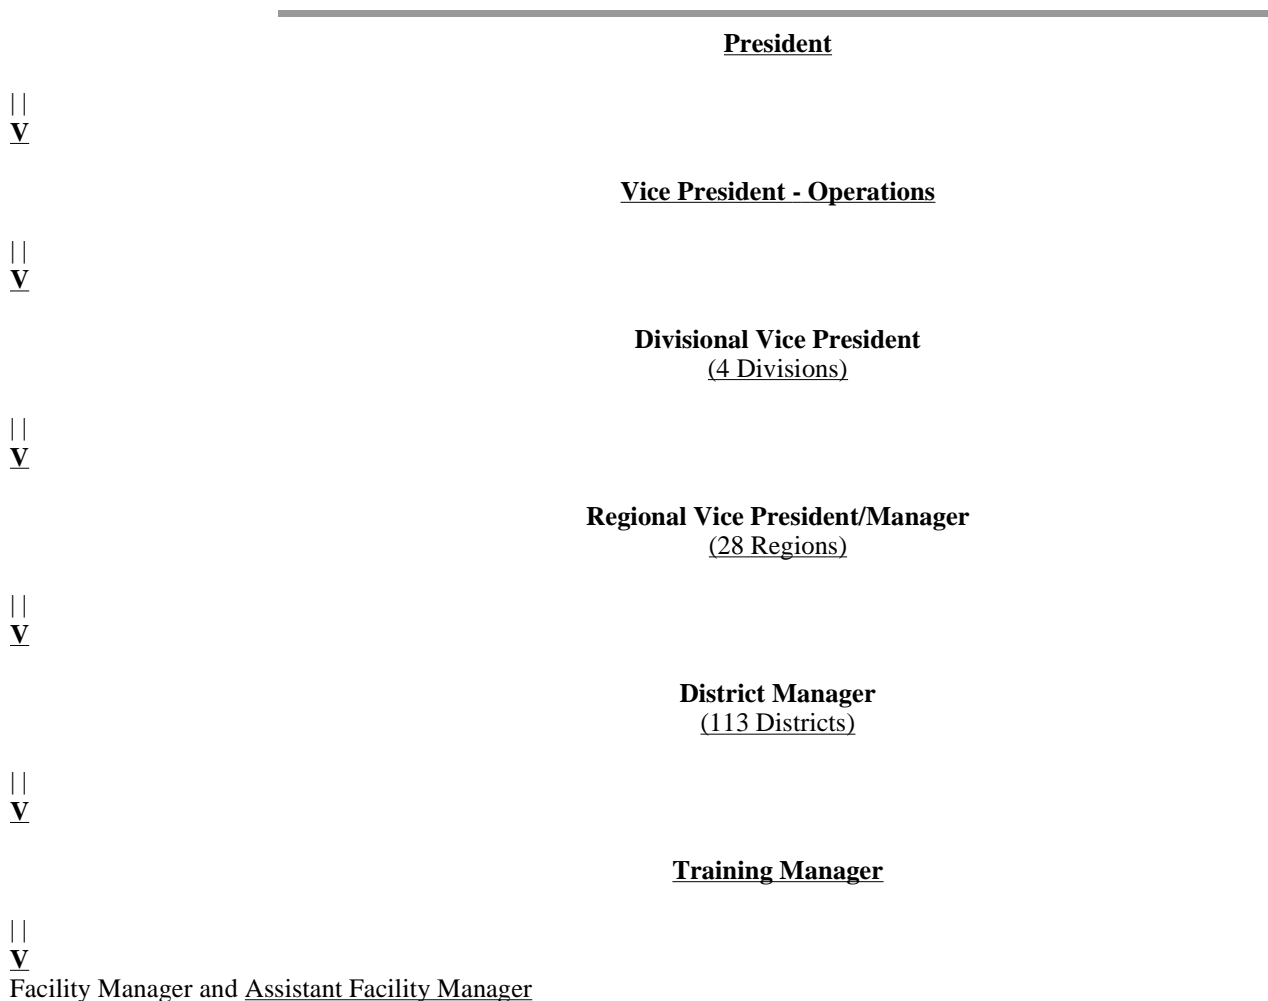 President
| |
V
Vice President - Operations
| |
V
Divisional Vice President
(4 Divisions)
| |
V
Regional Vice President/Manager
(28 Regions)
| |
V
District Manager
(113 Districts)
| |
V
Training Manager
| |
V
Facility Manager and Assistant Facility Manager